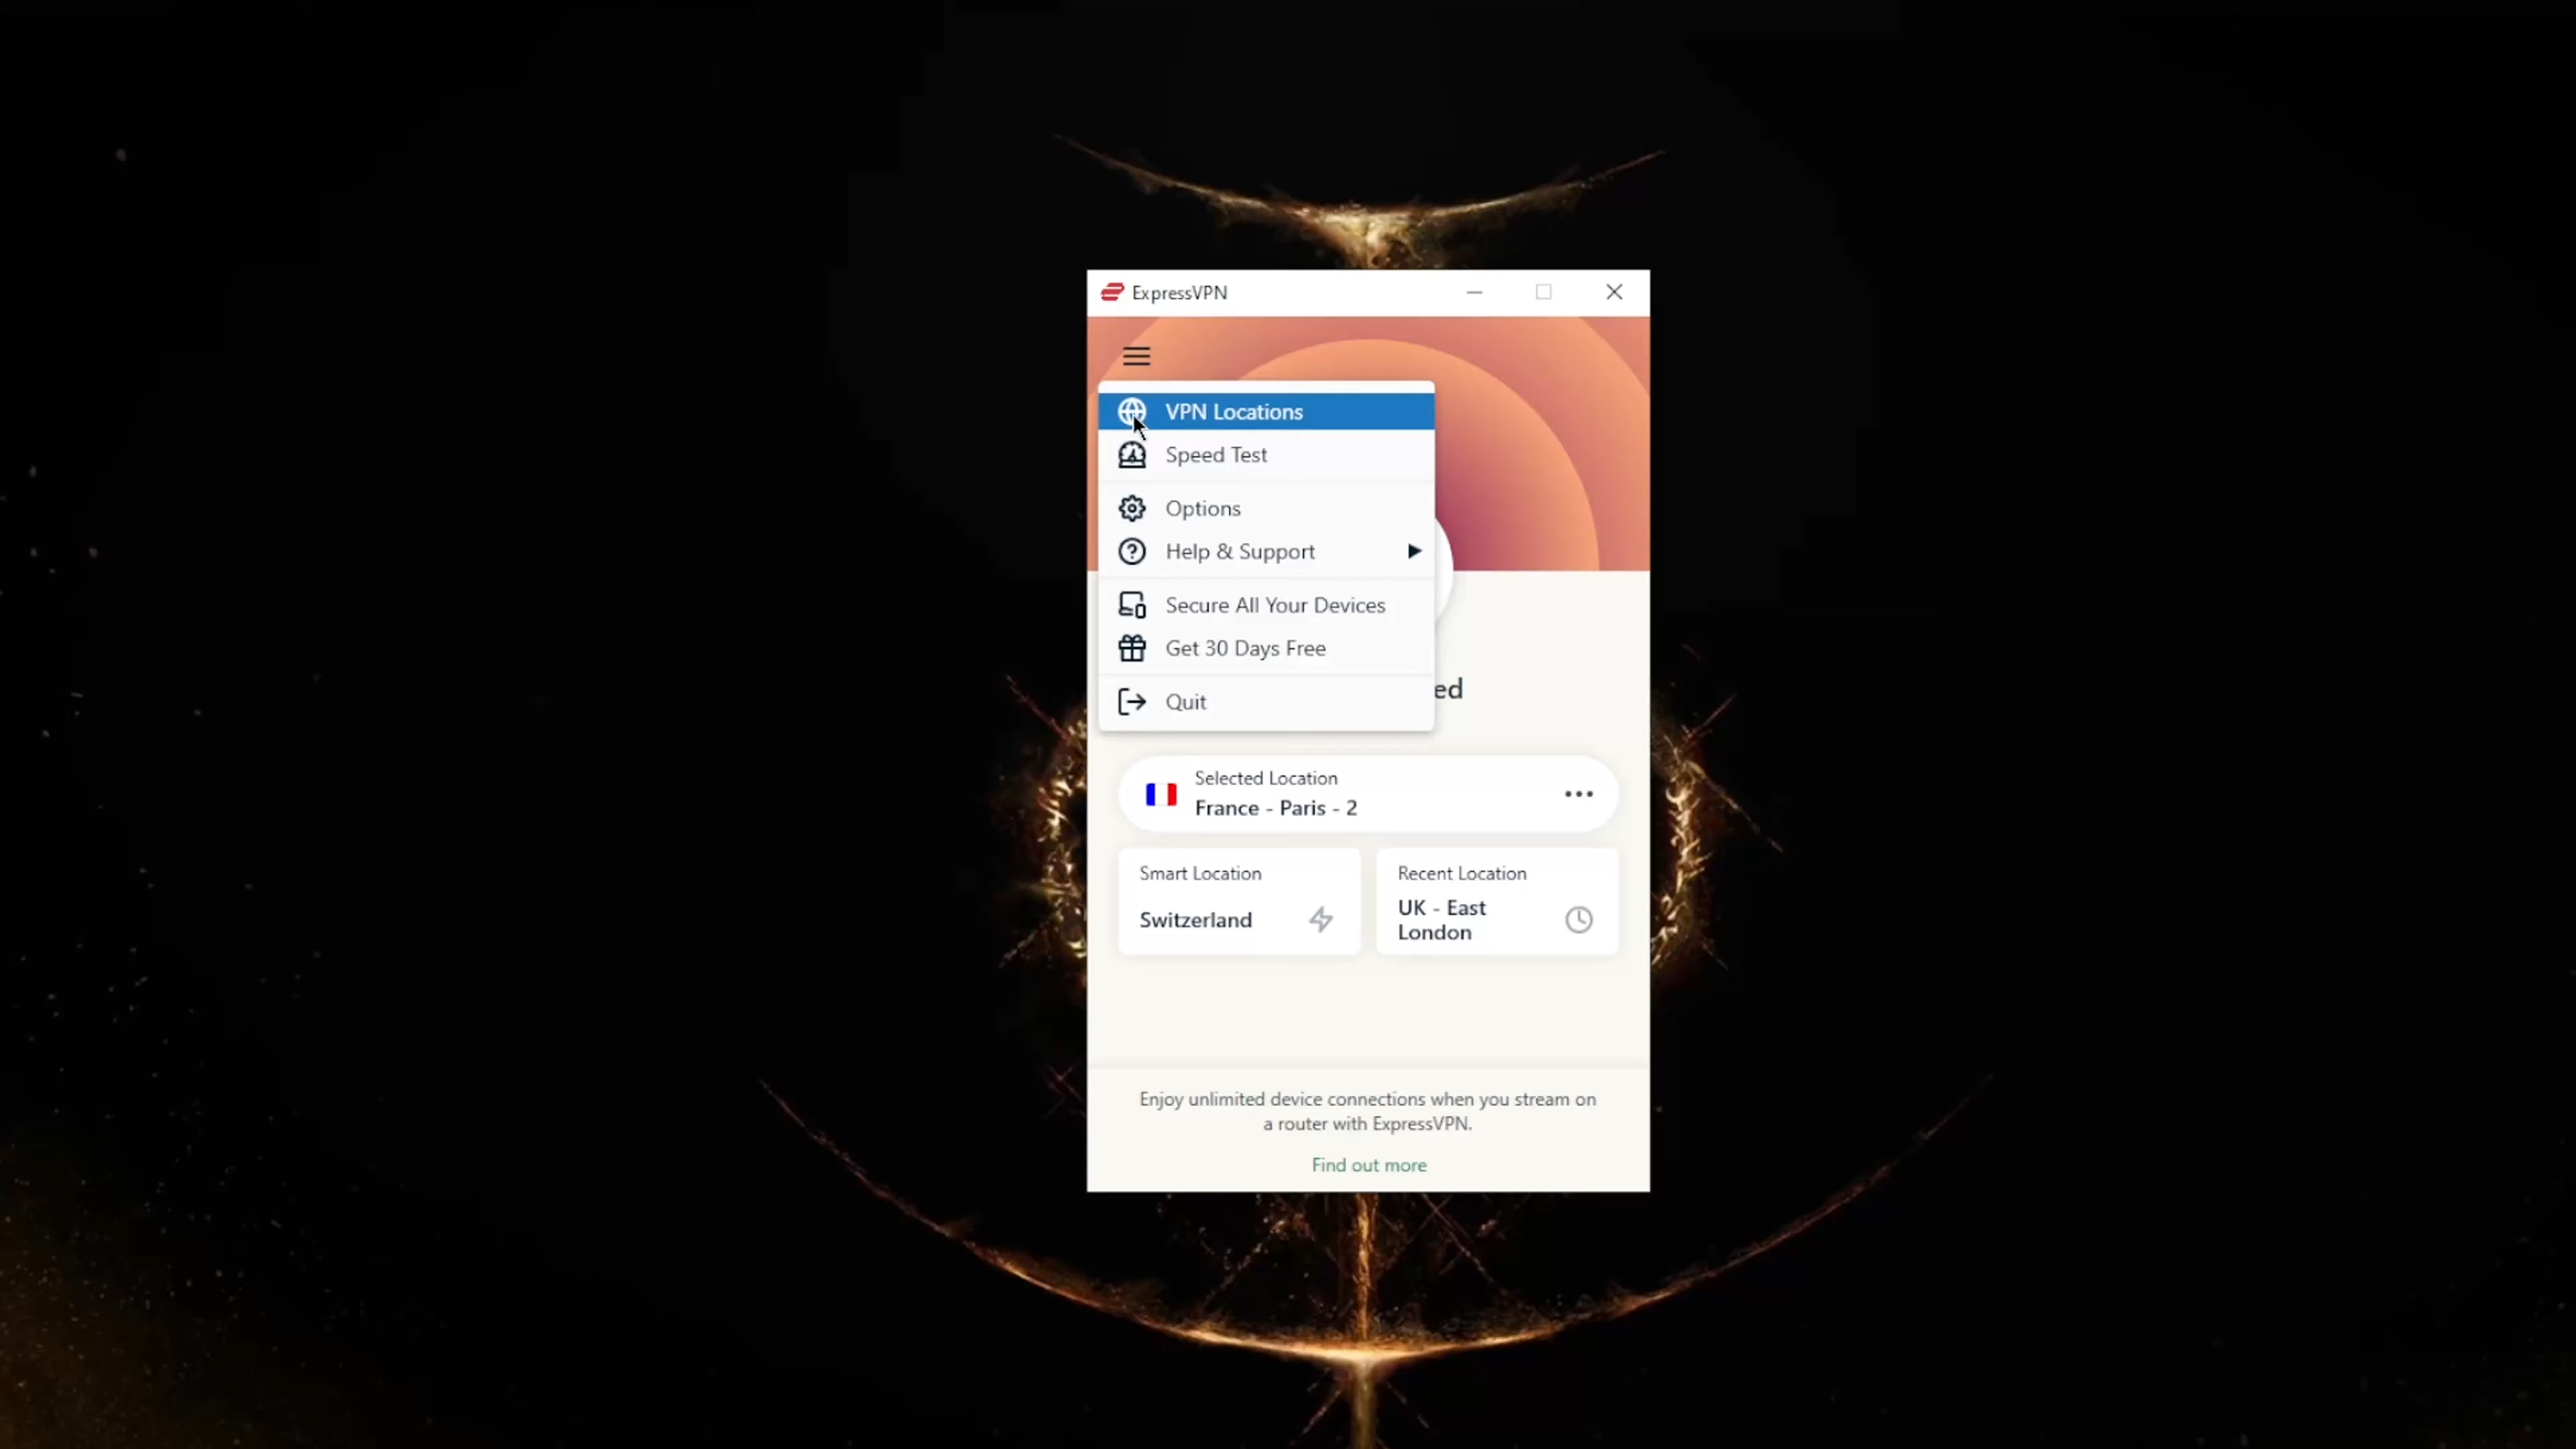 ExpressVPN
VPN Locations
Speed Test
Options
Help & Support
Secure All Your Devices
Get 30 Days Free
Quit
ed
Selected Location
France - Paris - 2
Smart Location
Switzerland
Recent Location
UK - East
London
Enjoy unlimited device connections when you stream on
a router with ExpressVPN.
Find out more